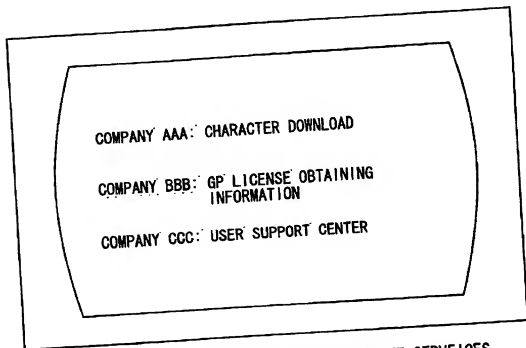 COMPANY AAA: CHARACTER DOWNLOAD
COMPANY BBB: GP LICENSE OBTAINING
INFORMATION
COMPANY CCC: USER SUPPORT CENTER